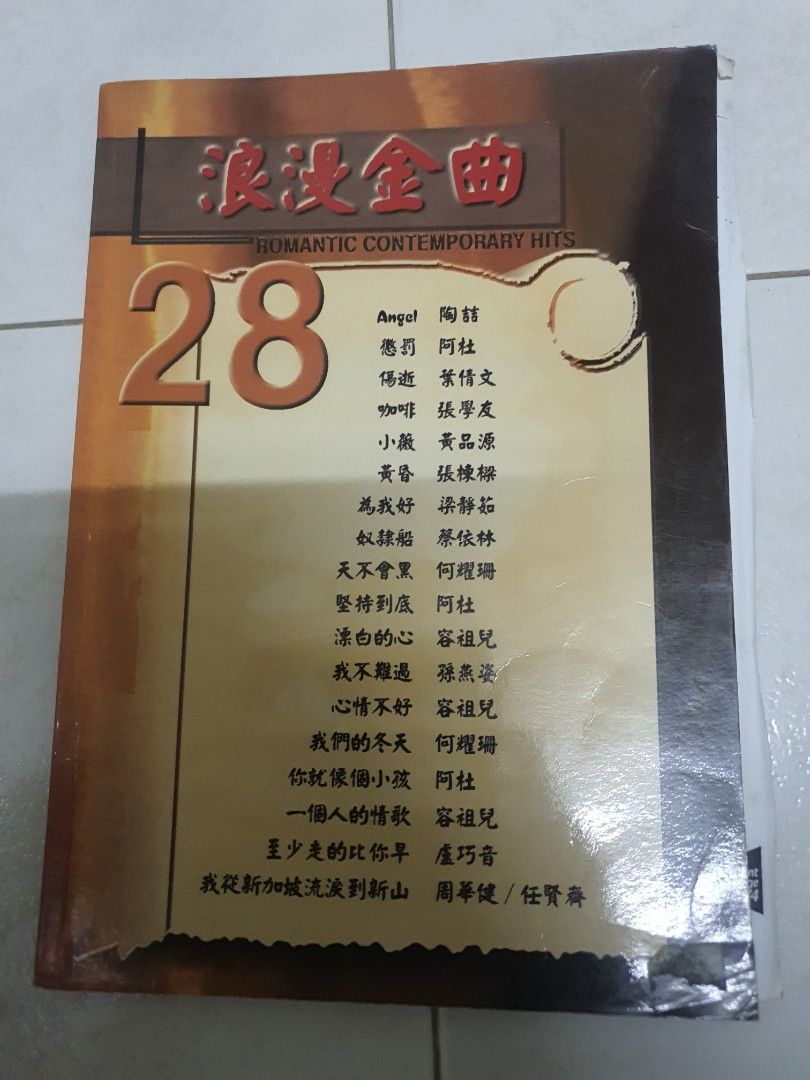 浪漫金曲
ROMANTIC CONTEMPORARY HITS
28
Angel 陶喆
懲罰 阿杜
傷逝 葉倩文
咖啡 張學友
小薇 黃品源
黃昏 張棟樑
為我好 梁靜茹
奴隸船 蔡依林
天不會黑 何耀珊
堅持到底 阿杜
漂白的心 容祖兒
我不難過 孫燕姿
心情不好 容祖兒
我們的冬天 何耀珊
你就像個小孩 阿杜
一個人的情歌 容祖兒
至少走的比你早 盧巧音
我從新加坡流淚到新山 周華健 / 任賢齊